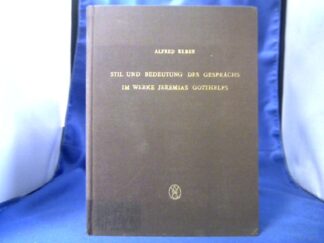 ALFRED REBER
STIL UND BEDEUTUNG DES GESPRÄCHS
IM WERKE JEREMIAS GOTTHELFS